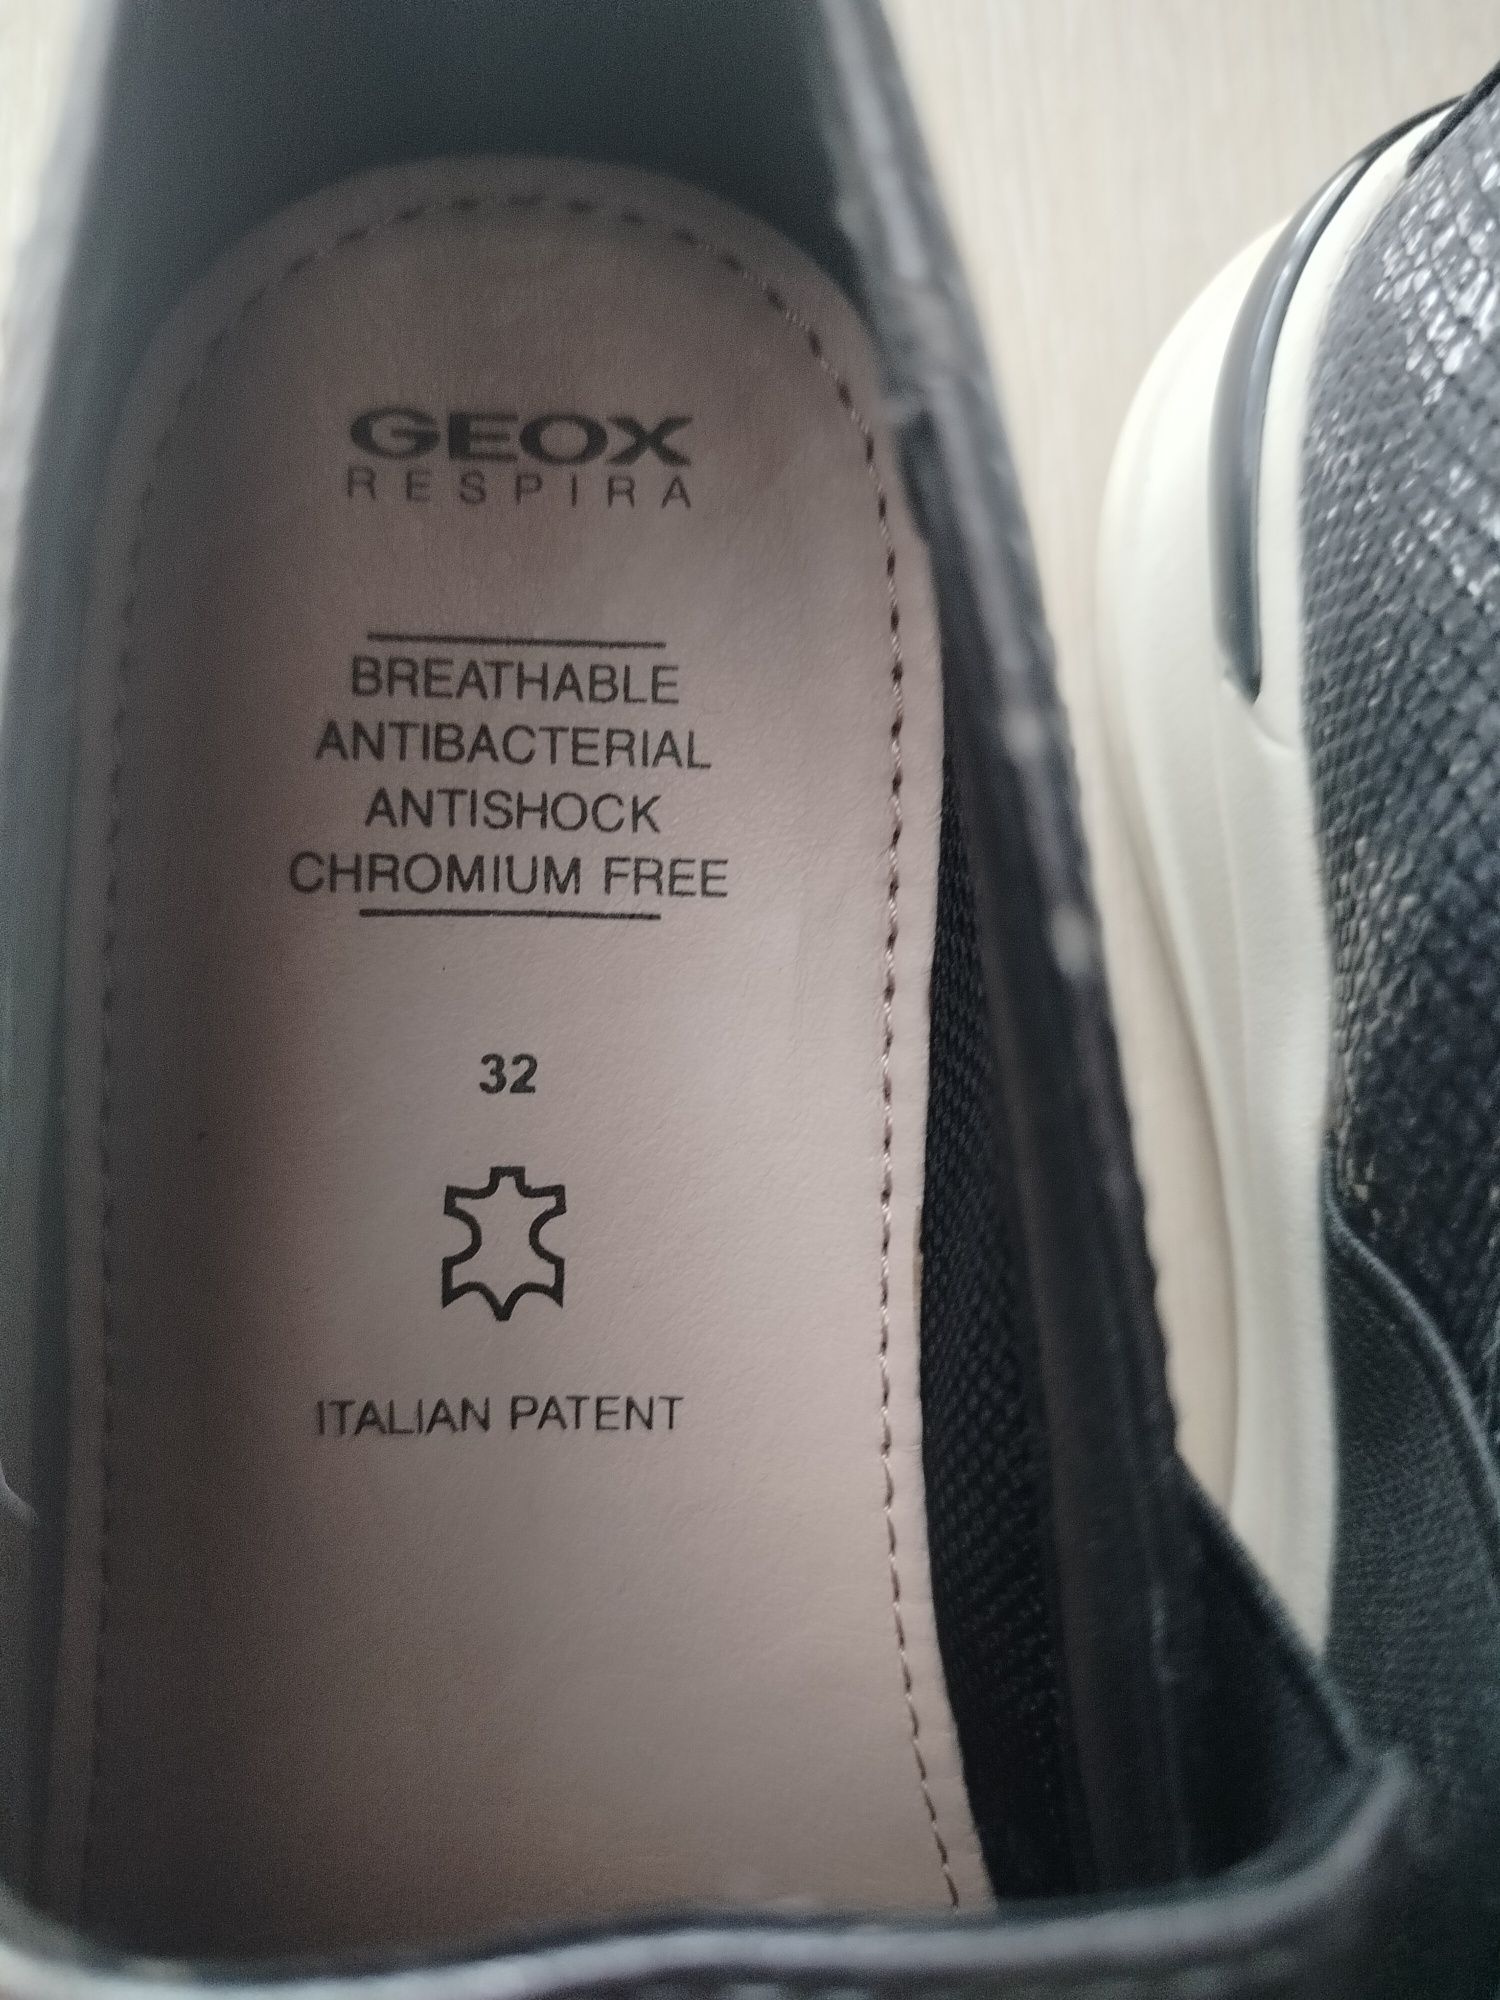 GEOX
RESPIRA
BREATHABLE
ANTIBACTERIAL
ANTISHOCK
CHROMIUM FREE
32
ITALIAN PATENT